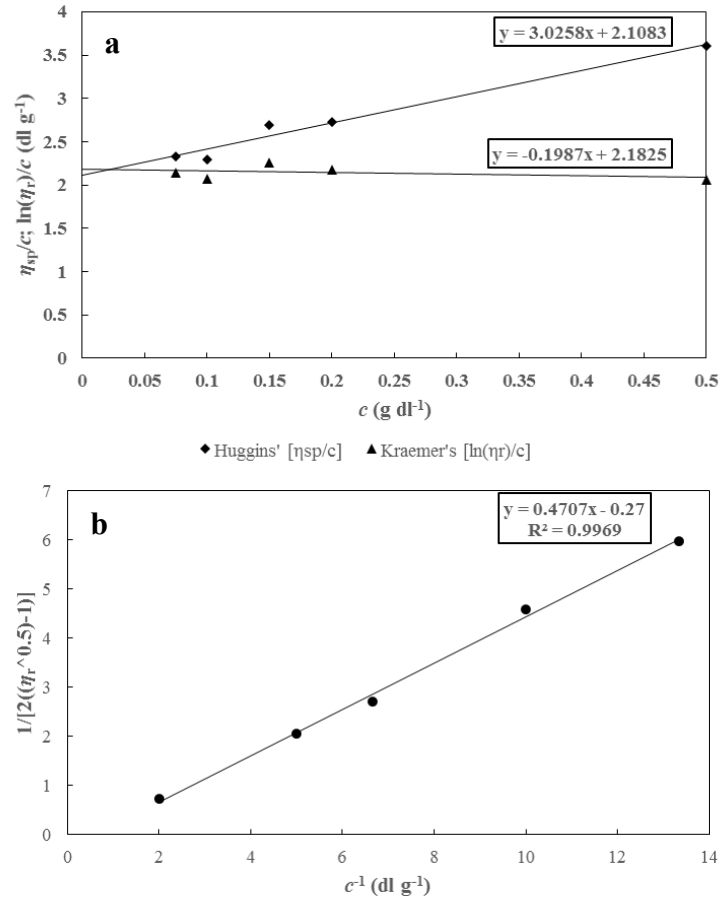 a
y = 3.0258x + 2.1083
y = -0.1987x + 2.1825
ηsp/c; ln(ηr)/c (dl g-1)
4
3.5
3
2.5
2
1.5
1
0.5
0
0 0.05 0.1 0.15 0.2 0.25 0.3 0.35 0.4 0.45 0.5
c (g dl-1)
◆ Huggins' [ηsp/c] ▲ Kraemer's [ln(ηr)/c]
b
y = 0.4707x - 0.27
R² = 0.9969
1/[2((ηr^0.5)-1)]
7
6
5
4
3
2
1
0
0 2 4 6 8 10 12 14
c-1 (dl g-1)